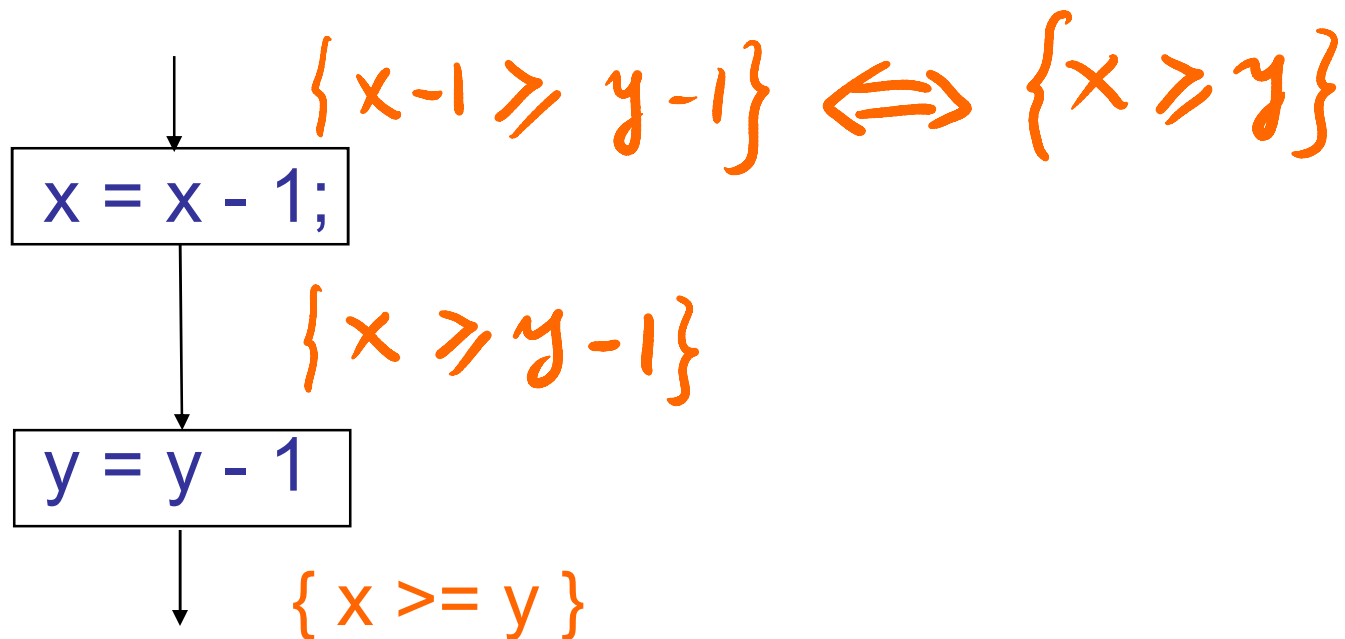 { x - 1 ⩾ y - 1 } ⟺ { x ⩾ y }
x = x - 1;
{ x ⩾ y - 1 }
y = y - 1
{ x >= y }